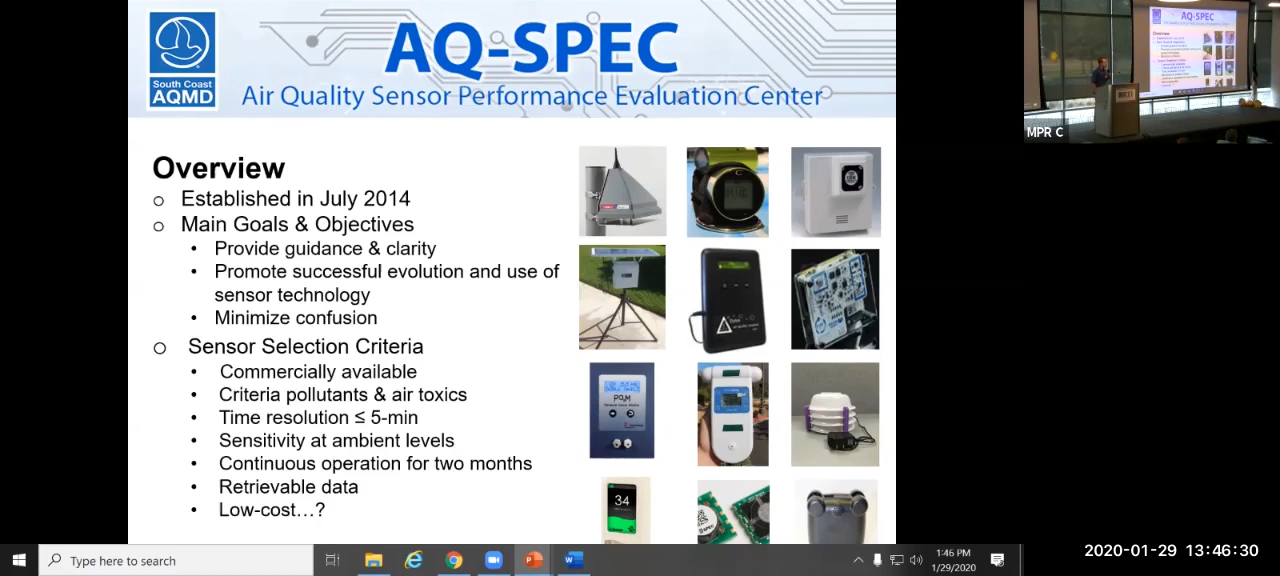 South Coast
AQMD
AQ-SPEC
Air Quality Sensor Performance Evaluation Center
Overview
Established in July 2014
Main Goals & Objectives
Provide guidance & clarity
Promote successful evolution and use of
sensor technology
Minimize confusion
Sensor Selection Criteria
Commercially available
Criteria pollutants & air toxics
Time resolution ≤ 5-min
Sensitivity at ambient levels
Continuous operation for two months
Retrievable data
Low-cost…?
34
AQ-SPEC
Overview
MPR C
Type here to search
1:46 PM
1/29/2020
2020-01-29 13:46:30